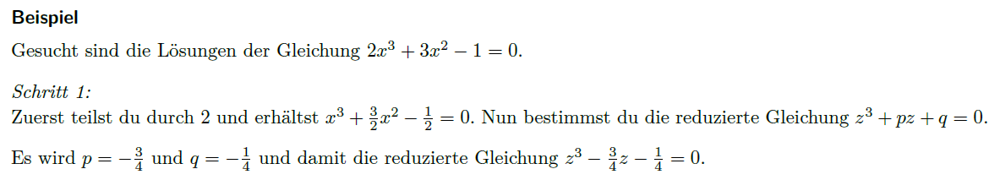 Beispiel
Gesucht sind die Lösungen der Gleichung $2x^3 + 3x^2 - 1 = 0$.
Schritt 1:
Zuerst teilst du durch 2 und erhältst $x^3 + \frac{3}{2}x^2 - \frac{1}{2} = 0$. Nun bestimmst du die reduzierte Gleichung $z^3 + pz + q = 0$.
Es wird $p = -\frac{3}{4}$ und $q = -\frac{1}{4}$ und damit die reduzierte Gleichung $z^3 - \frac{3}{4}z - \frac{1}{4} = 0$.